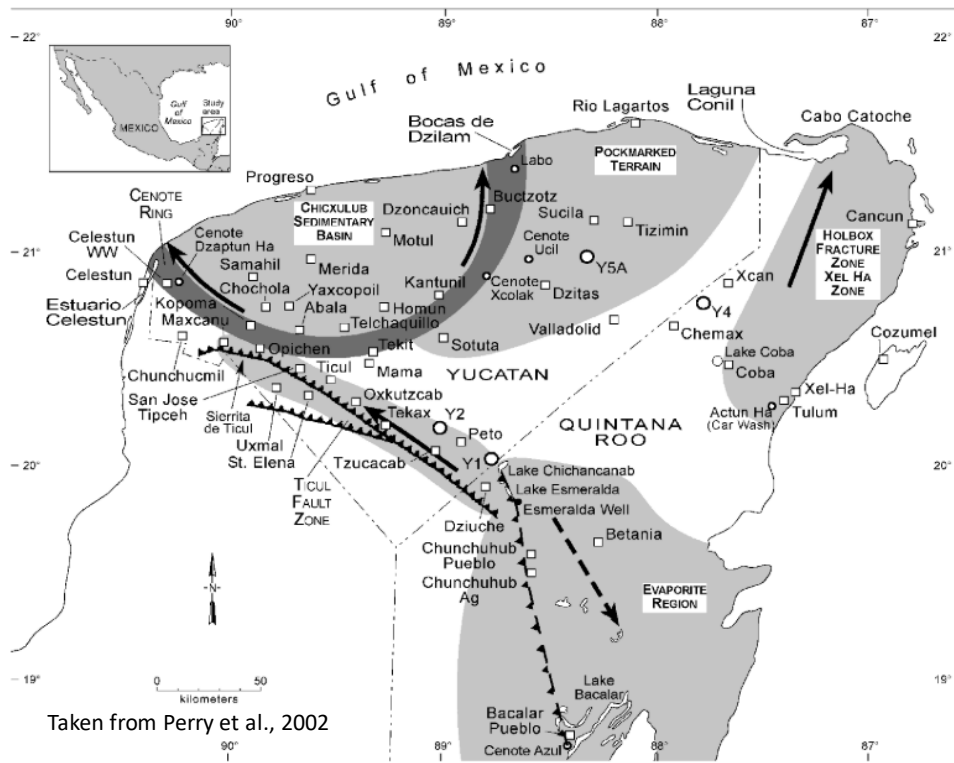 90°
89°
88°
87°
22°
22°
Gulf of Mexico
Gulf
of
Mexico
Study
area
MEXICO
Laguna
Conil
Cabo Catoche
Rio Lagartos
Bocas de
Dzilam
Labo
POCKMARKED
TERRAIN
Progreso
CENOTE
RING
CHICXULUB
SEDIMENTARY
BASIN
Dzoncauich
Buctzotz
Sucila
Tizimin
Cancun
21°
21°
Celestun
WW
Cenote
Dzaptun Ha
Motul
Cenote
Ucil
Y5A
HOLBOX
FRACTURE
ZONE
XEL HA
ZONE
Celestun
Samahil
Merida
Kantunil
Cenote
Xcolak
Dzitas
Xcan
Estuario
Celestun
Chochola
Yaxcopoil
Abala
Homun
Y4
Kopoma
Maxcanu
Telchaquillo
Valladolid
Chemax
Cozumel
Opichen
Tekit
Sotuta
Lake Coba
Coba
Chunchucmil
Ticul
Mama
YUCATAN
Xel-Ha
San Jose
Tipceh
Oxkutzcab
Actun Ha
(Car Wash)
Tulum
Sierrita
de Ticul
Tekax
Y2
QUINTANA
ROO
Uxmal
St. Elena
Peto
20°
20°
Tzucacab
Y1
Lake Chichancanab
TICUL
FAULT
ZONE
Lake Esmeralda
Esmeralda Well
Dziuche
Betania
Chunchuhub
Pueblo
Chunchuhub
Ag
N
EVAPORITE
REGION
19°
19°
0
50
kilometers
Lake
Bacalar
Bacalar
Pueblo
Cenote Azul
Taken from Perry et al., 2002
90°
89°
88°
87°